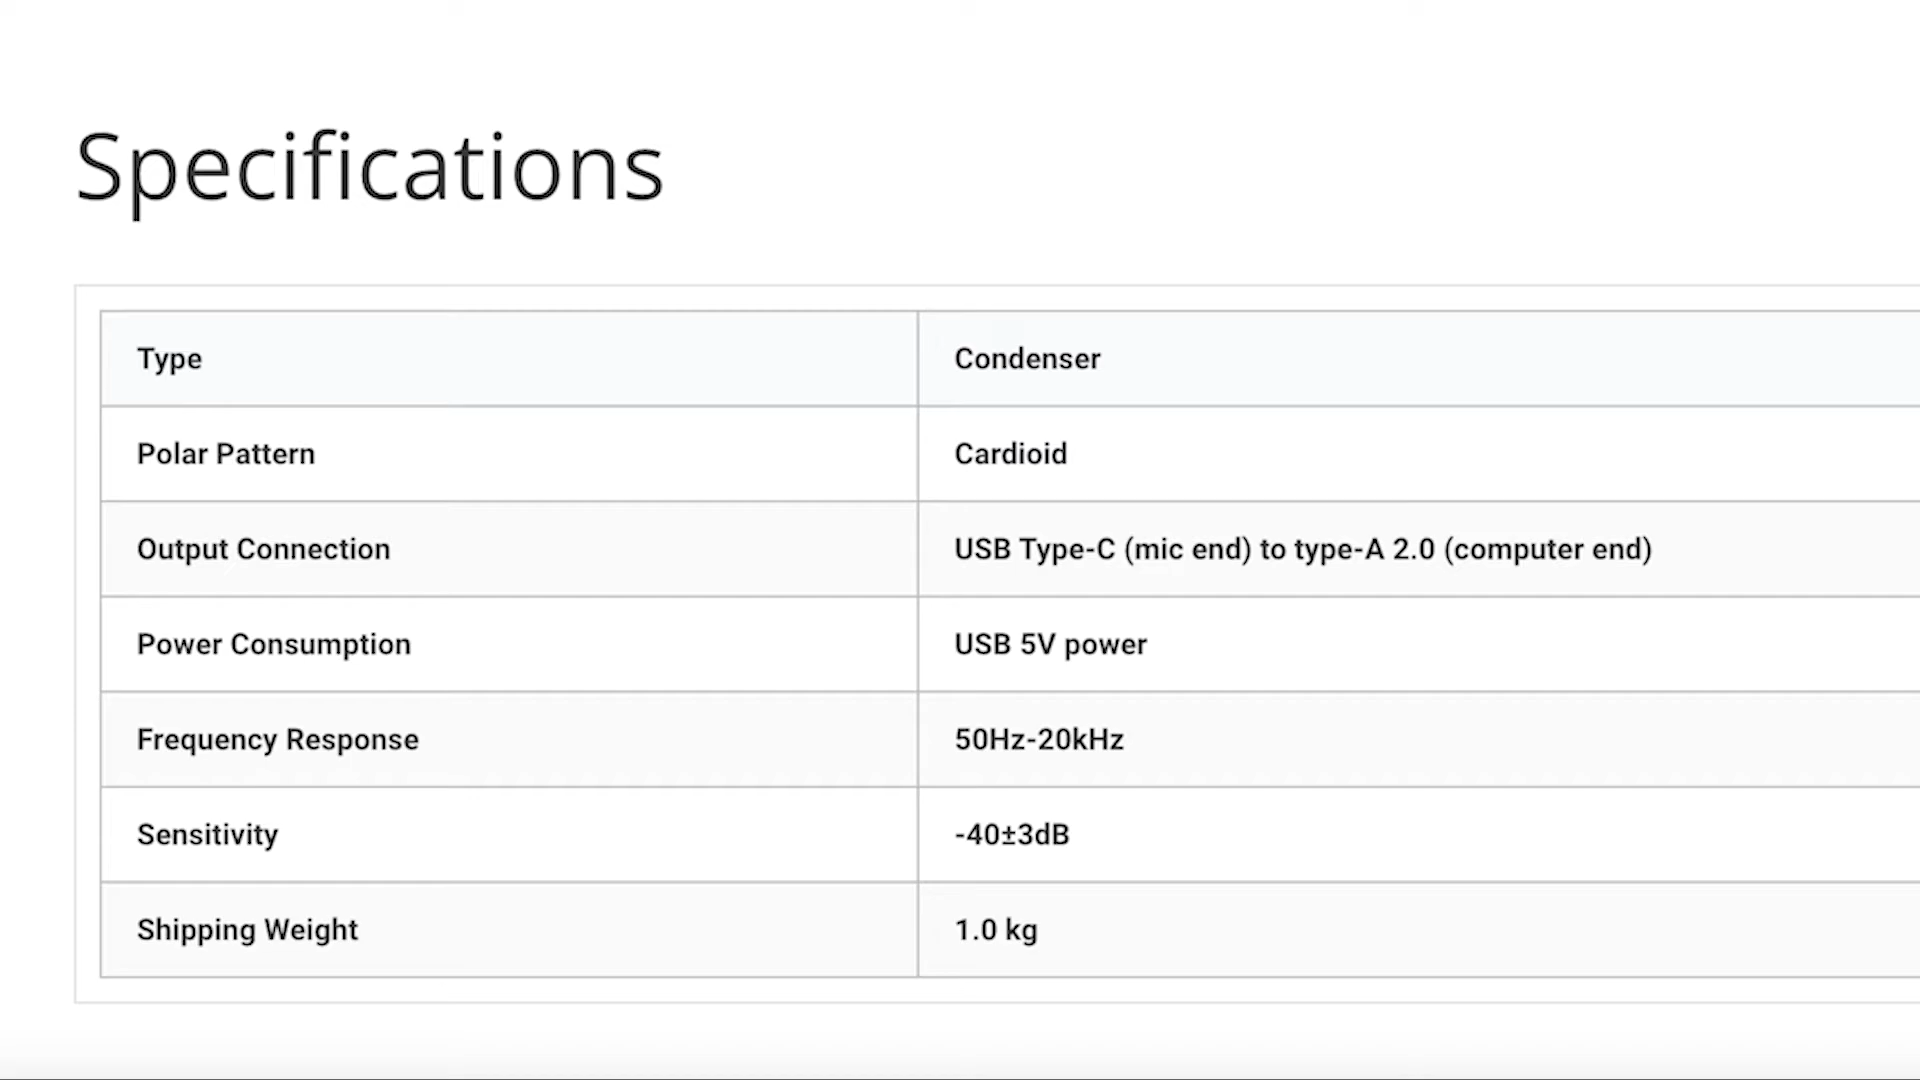 Specifications
Type Condenser
Polar Pattern Cardioid
Output Connection USB Type-C (mic end) to type-A 2.0 (computer end)
Power Consumption USB 5V power
Frequency Response 50Hz-20kHz
Sensitivity -40±3dB
Shipping Weight 1.0 kg